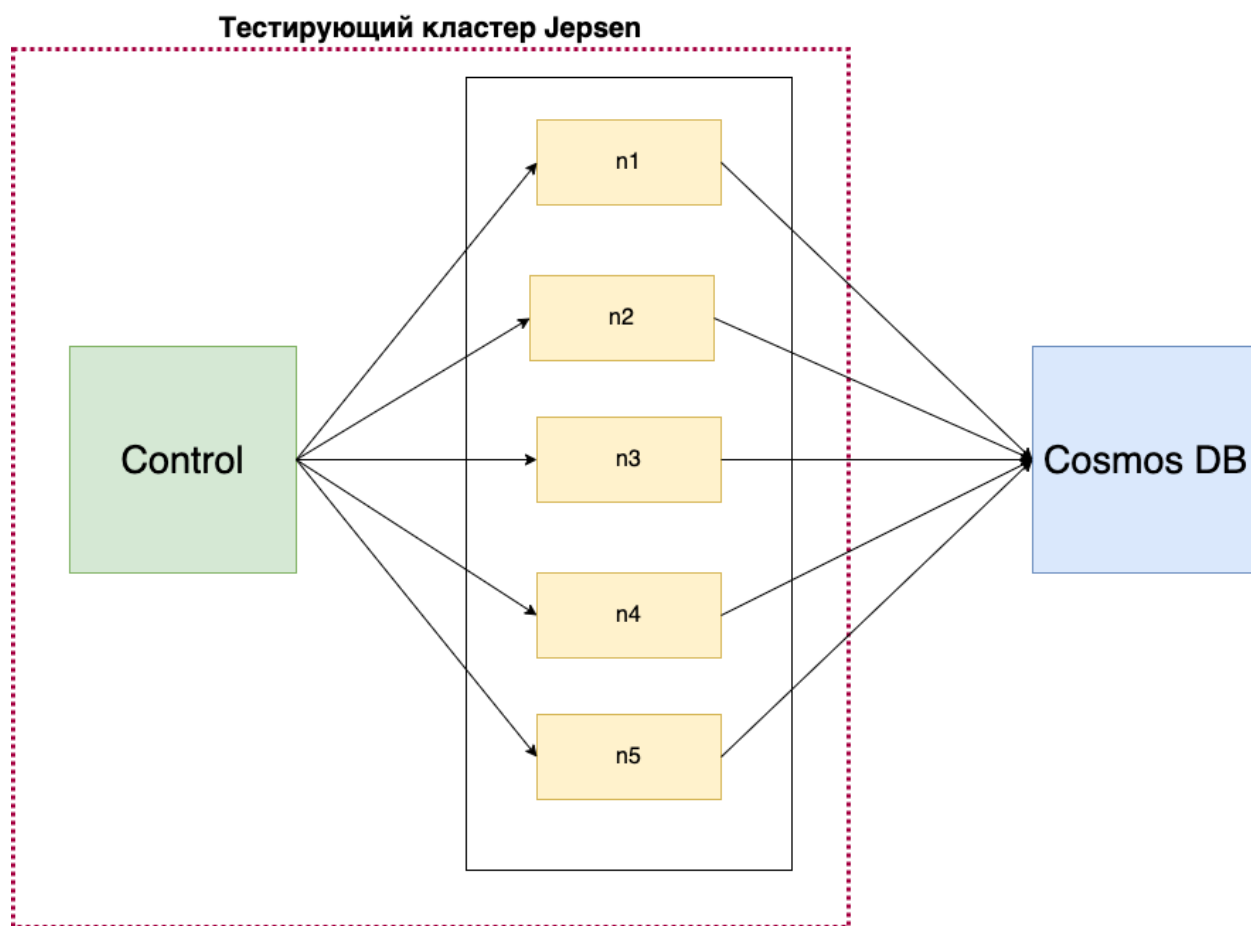 Тестирующий кластер Jepsen
n1
n2
Control
n3
Cosmos DB
n4
n5